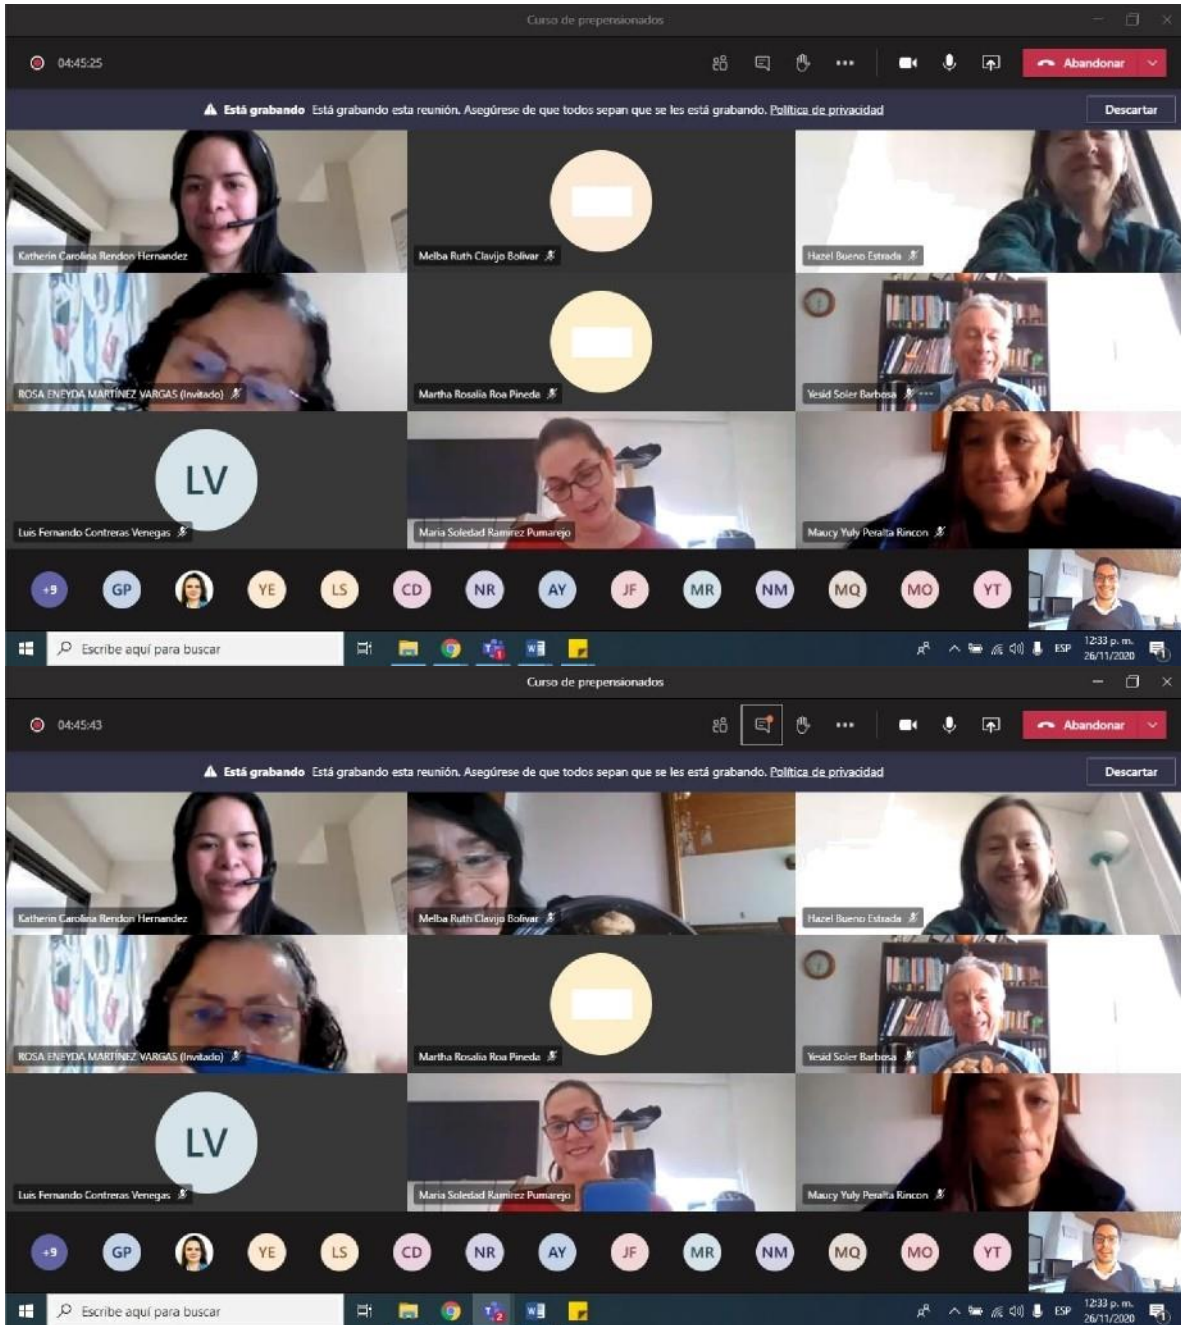 Curso de prepensionados
04:45:25
Abandonar
Está grabando Está grabando esta reunión. Asegúrese de que todos sepan que se les está grabando. Política de privacidad
Descartar
Katherin Carolina Rendon Hernandez
Melba Ruth Clavijo Bolivar
Hazel Bueno Estrada
ROSA ENEYDA MARTÍNEZ VARGAS (Invitado)
Martha Rosalia Roa Pineda
Yesid Soler Barbosa
LV
Luis Fernando Contreras Venegas
Maria Soledad Ramirez Pumarejo
Maucy Yuly Peralta Rincon
+9 GP YE LS CD NR AY JF MR NM MQ MO YT
Escribe aquí para buscar
ESP
12:33 p. m.
26/11/2020
Curso de prepensionados
04:45:43
Abandonar
Está grabando Está grabando esta reunión. Asegúrese de que todos sepan que se les está grabando. Política de privacidad
Descartar
Katherin Carolina Rendon Hernandez
Melba Ruth Clavijo Bolivar
Hazel Bueno Estrada
ROSA ENEYDA MARTÍNEZ VARGAS (Invitado)
Martha Rosalia Roa Pineda
Yesid Soler Barbosa
LV
Luis Fernando Contreras Venegas
Maria Soledad Ramirez Pumarejo
Maucy Yuly Peralta Rincon
+9 GP YE LS CD NR AY JF MR NM MQ MO YT
Escribe aquí para buscar
ESP
12:33 p. m.
26/11/2020